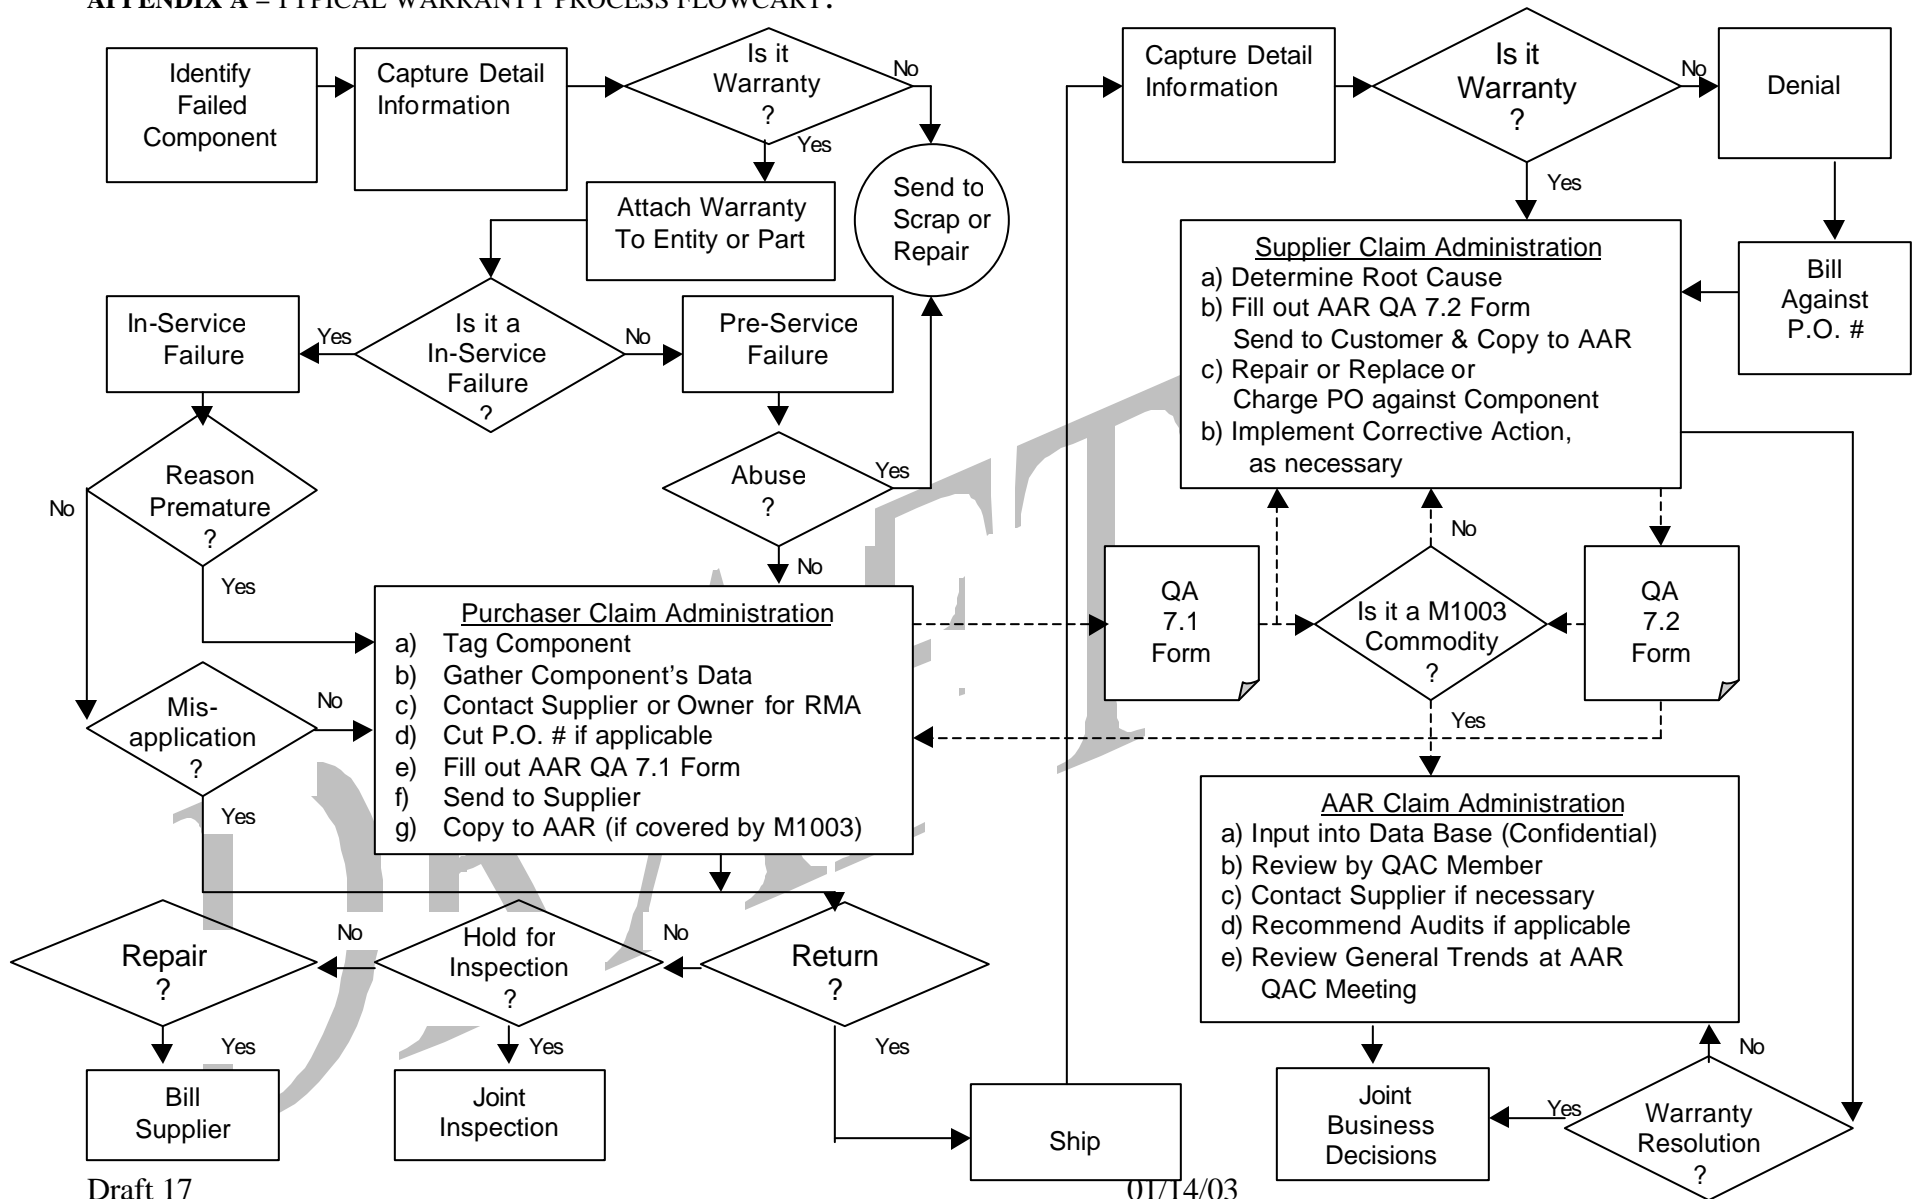 APPENDIX A – TYPICAL WARRANTY PROCESS FLOWCART.
Identify
Failed
Component
Capture Detail
Information
Is it
Warranty
?
No
Yes
Attach Warranty
To Entity or Part
Send to
Scrap or
Repair
In-Service
Failure
Yes
Is it a
In-Service
Failure
?
No
Pre-Service
Failure
Reason
Premature
?
No
Yes
Abuse
?
Yes
No
Purchaser Claim Administration
a) Tag Component
b) Gather Component's Data
c) Contact Supplier or Owner for RMA
d) Cut P.O. # if applicable
e) Fill out AAR QA 7.1 Form
f) Send to Supplier
g) Copy to AAR (if covered by M1003)
Mis-
application
?
No
Yes
Repair
?
No
Hold for
Inspection
?
No
Return
?
Yes
Yes
Yes
Bill
Supplier
Joint
Inspection
Ship
Capture Detail
Information
Is it
Warranty
?
No
Denial
Yes
Bill
Against
P.O. #
Supplier Claim Administration
a) Determine Root Cause
b) Fill out AAR QA 7.2 Form
Send to Customer & Copy to AAR
c) Repair or Replace or
Charge PO against Component
b) Implement Corrective Action,
as necessary
QA
7.1
Form
No
Is it a M1003
Commodity
?
Yes
QA
7.2
Form
AAR Claim Administration
a) Input into Data Base (Confidential)
b) Review by QAC Member
c) Contact Supplier if necessary
d) Recommend Audits if applicable
e) Review General Trends at AAR
QAC Meeting
Joint
Business
Decisions
Yes
No
Warranty
Resolution
?
DRAFT
Draft 17
01/14/03